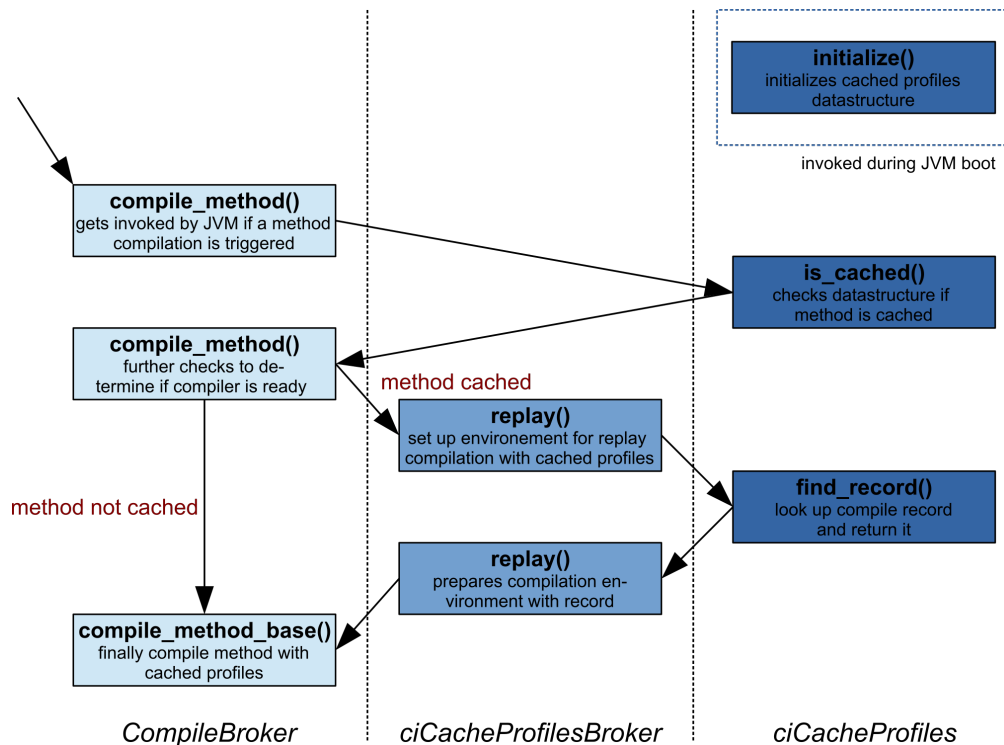 initialize()
initializes cached profiles
datastructure
invoked during JVM boot
compile_method()
gets invoked by JVM if a method
compilation is triggered
is_cached()
checks datastructure if
method is cached
compile_method()
further checks to de-
termine if compiler is ready
method cached
replay()
set up environement for replay
compilation with cached profiles
method not cached
find_record()
look up compile record
and return it
replay()
prepares compilation en-
vironment with record
compile_method_base()
finally compile method with
cached profiles
CompileBroker
ciCacheProfilesBroker
ciCacheProfiles